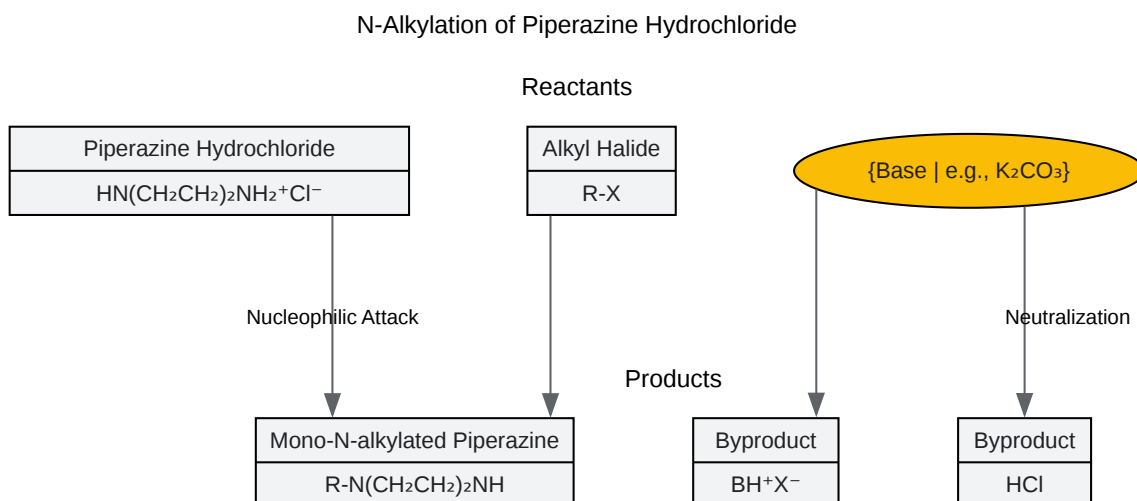 N-Alkylation of Piperazine Hydrochloride
Reactants
Piperazine Hydrochloride
HN(CH₂CH₂)₂NH₂⁺Cl⁻
Alkyl Halide
R-X
{Base | e.g., K₂CO₃}
Nucleophilic Attack
Neutralization
Products
Mono-N-alkylated Piperazine
R-N(CH₂CH₂)₂NH
Byproduct
BH⁺X⁻
Byproduct
HCl